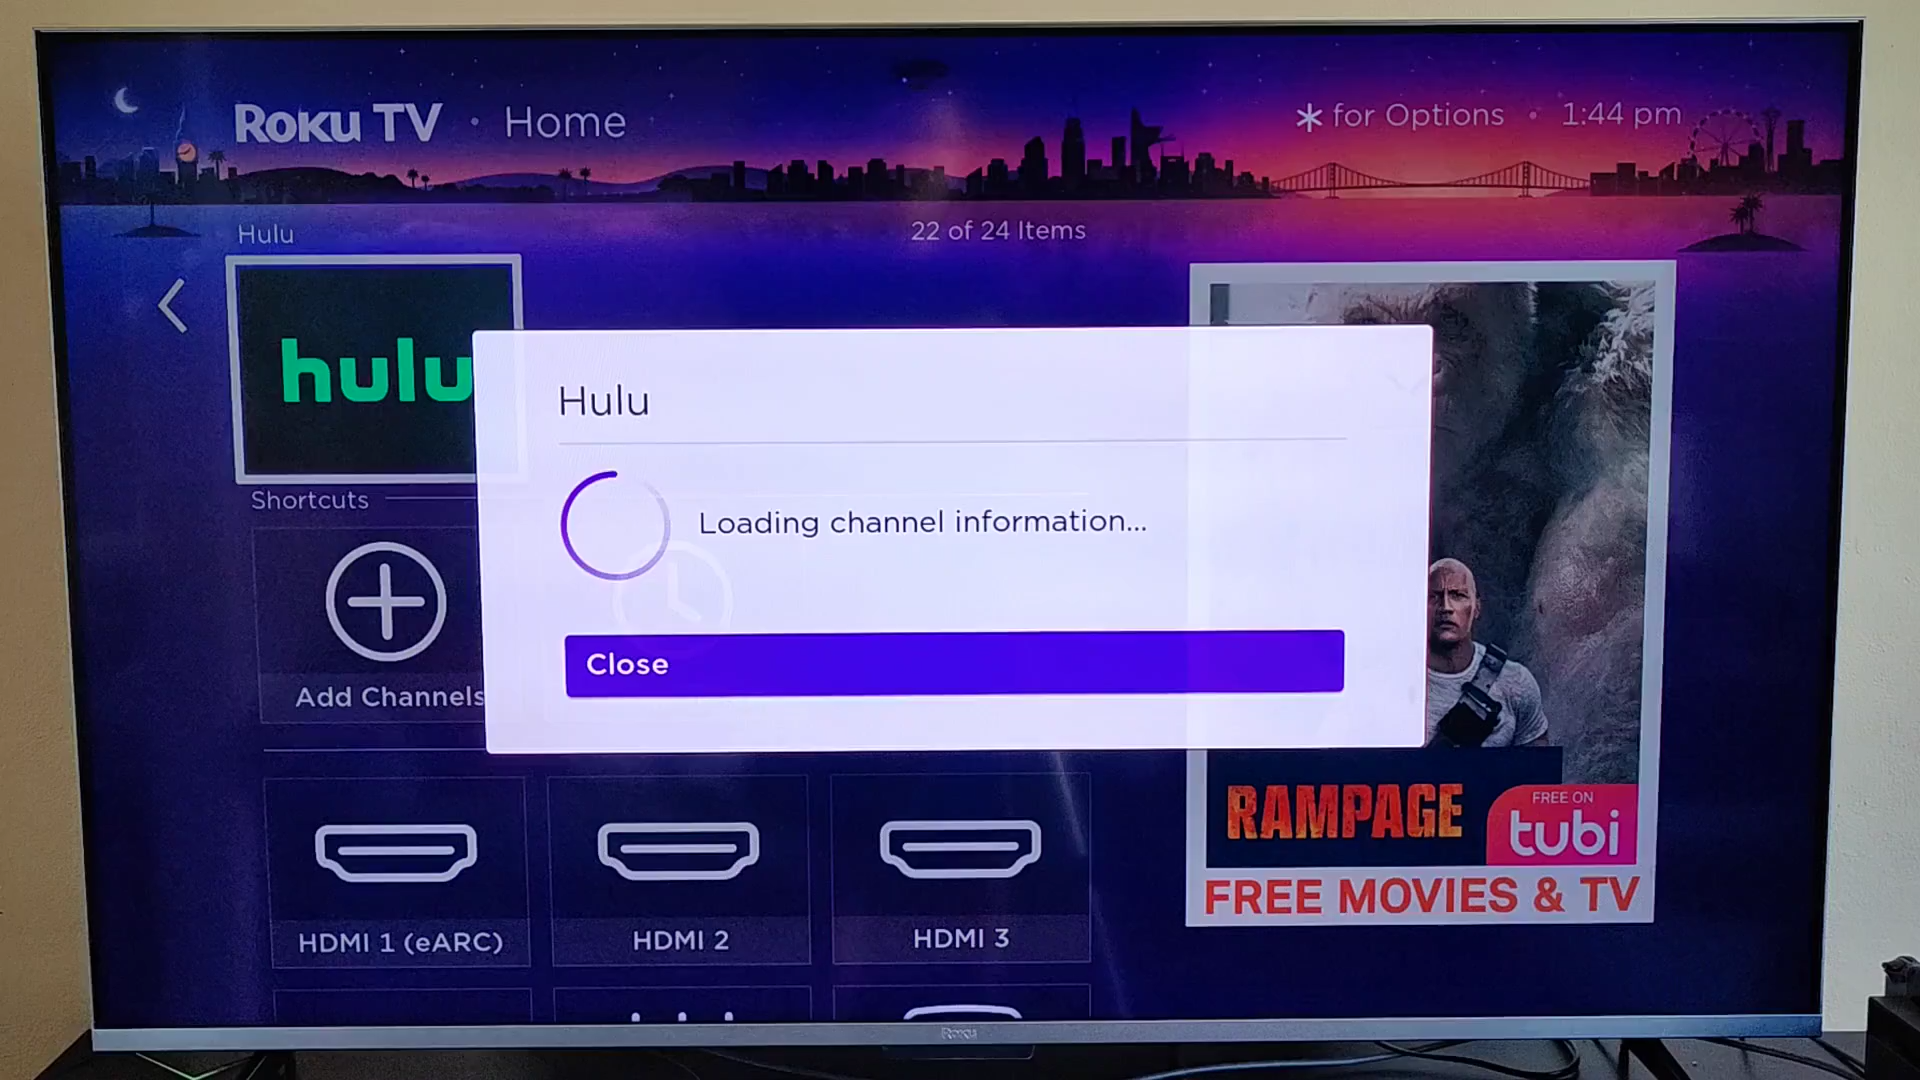 Roku TV • Home
* for Options • 1:44 pm
Hulu
22 of 24 Items
hulu
Hulu
Loading channel information...
Close
Shortcuts
Add Channels
HDMI 1 (eARC)
HDMI 2
HDMI 3
RAMPAGE
FREE ON
tubi
FREE MOVIES & TV
Roku